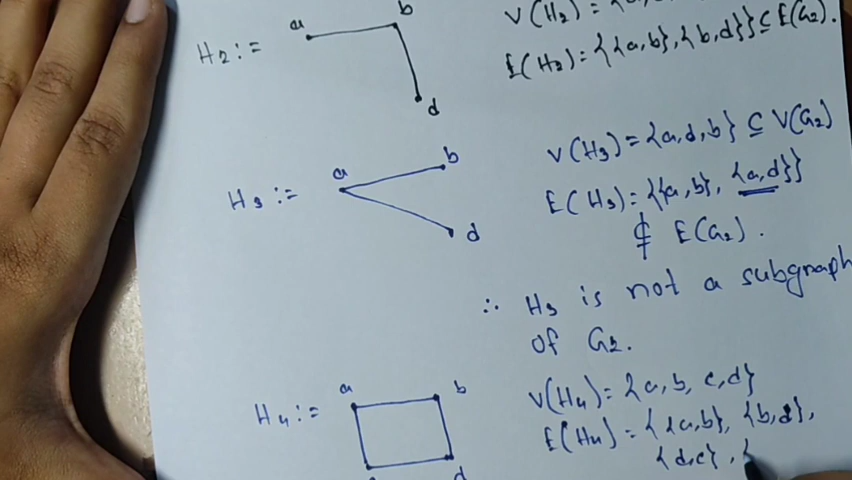 a b
H2:=
d
V(H2)={a,
E(H2)={{a,b},{b,d}}⊆E(G2).
a b
H3:=
d
V(H3)={a,d,b}⊆V(G2)
E(H3)={{a,b}, {a,d}}
⊄ E(G2).
∴ H3 is not a subgraph
of G2.
a b
H4:=
d
V(H4)={a,b,c,d}
E(H4)={{a,b},{b,d},
{d,c},{